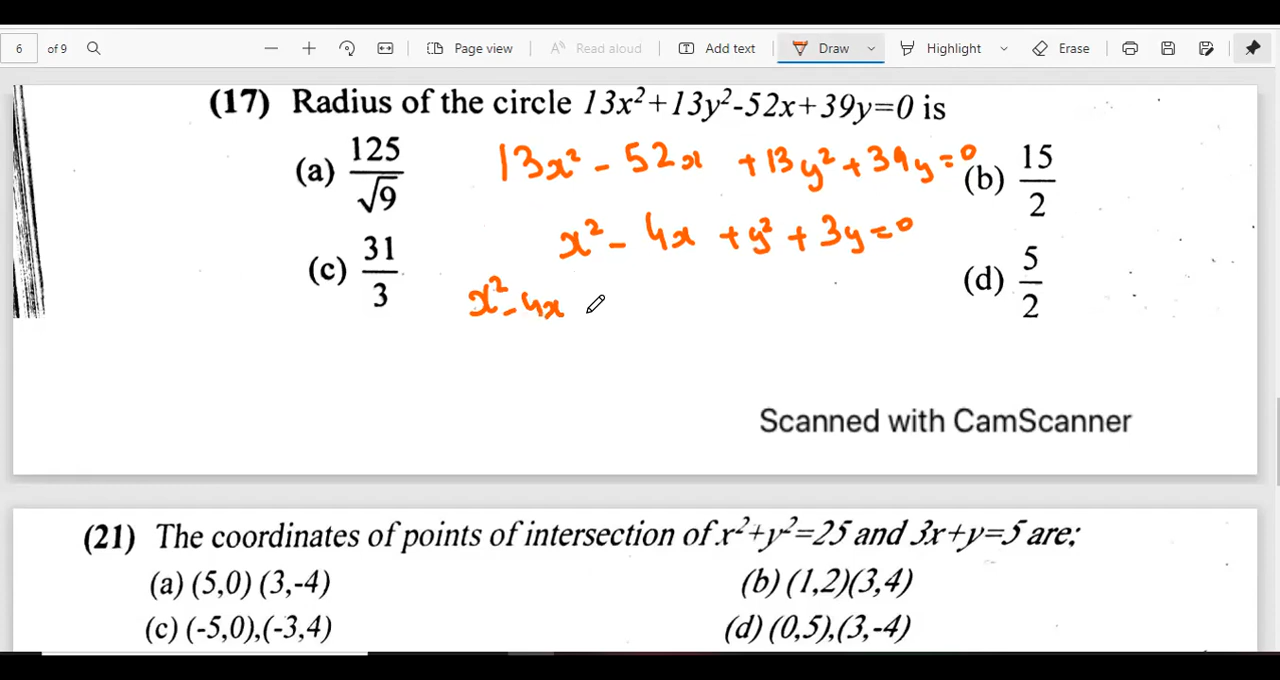 6 of 9 Page view Read aloud Add text Draw Highlight Erase
(17) Radius of the circle 13x²+13y²-52x+39y=0 is
(a) 125/√9
13x² - 52x + 13y² + 39y = 0
(b) 15/2
x² - 4x + y² + 3y = 0
(c) 31/3
(d) 5/2
x² - 4x
Scanned with CamScanner
(21) The coordinates of points of intersection of x²+y²=25 and 3x+y=5 are;
(a) (5,0) (3,-4)
(b) (1,2)(3,4)
(c) (-5,0),(-3,4)
(d) (0,5),(3,-4)